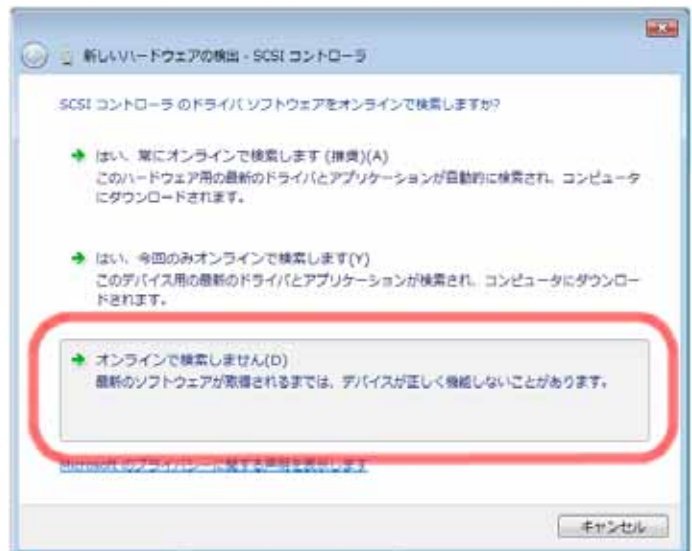 新しいハードウェアの検出 - SCSI コントローラ
SCSI コントローラ のドライバ ソフトウェアをオンラインで検索しますか?
はい、常にオンラインで検索します (推奨)(A)
このハードウェア用の最新のドライバとアプリケーションが自動的に検索され、コンピュータ
にダウンロードされます。
はい、今回のみオンラインで検索します(Y)
このデバイス用の最新のドライバとアプリケーションが検索され、コンピュータにダウンロー
ドされます。
オンラインで検索しません(D)
最新のソフトウェアが取得されるまでは、デバイスが正しく機能しないことがあります。
Microsoft のプライバシーに関する声明を表示します
キャンセル